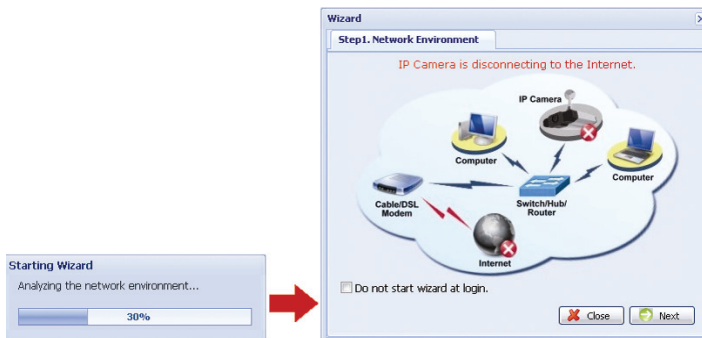 Starting Wizard
Analyzing the network environment...
30%
Wizard
Step1. Network Environment
IP Camera is disconnecting to the Internet.
IP Camera
Computer
Computer
Cable/DSL
Modem
Switch/Hub/
Router
Internet
Do not start wizard at login.
Close
Next